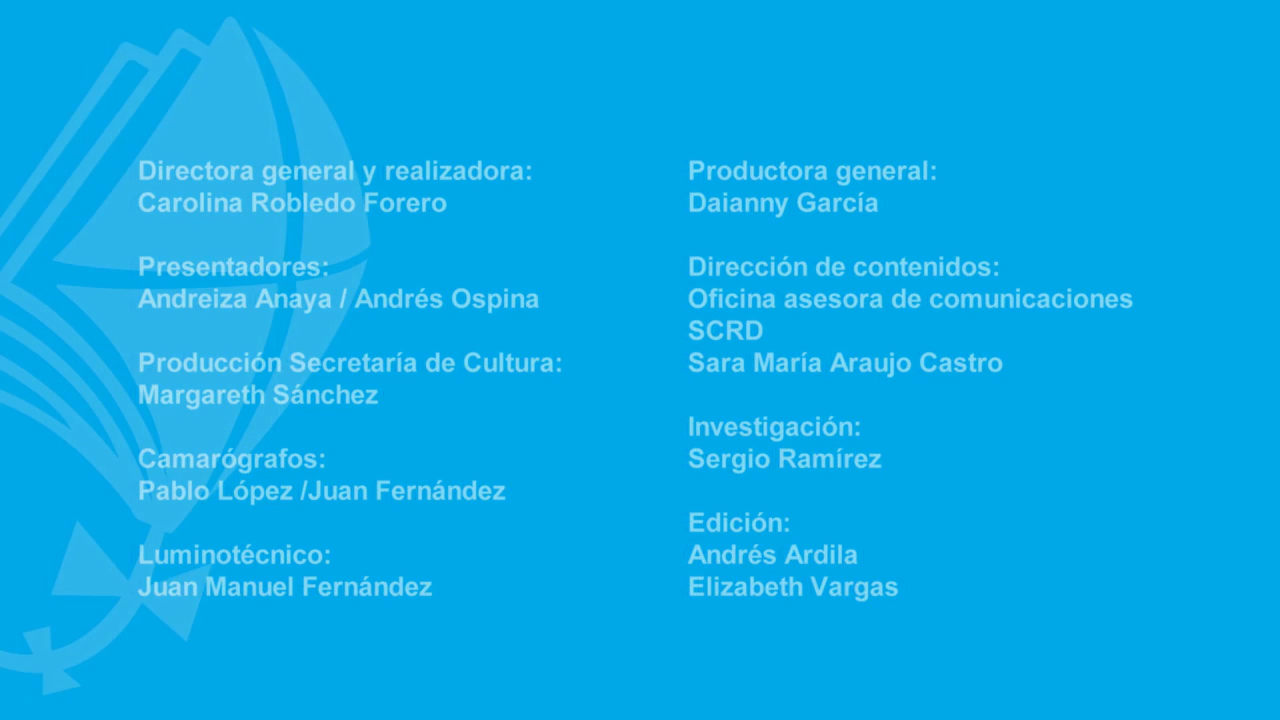 Directora general y realizadora:
Carolina Robledo Forero
Presentadores:
Andreiza Anaya / Andrés Ospina
Producción Secretaría de Cultura:
Margareth Sánchez
Camarógrafos:
Pablo López /Juan Fernández
Luminotécnico:
Juan Manuel Fernández
Productora general:
Daianny García
Dirección de contenidos:
Oficina asesora de comunicaciones
SCRD
Sara María Araujo Castro
Investigación:
Sergio Ramírez
Edición:
Andrés Ardila
Elizabeth Vargas